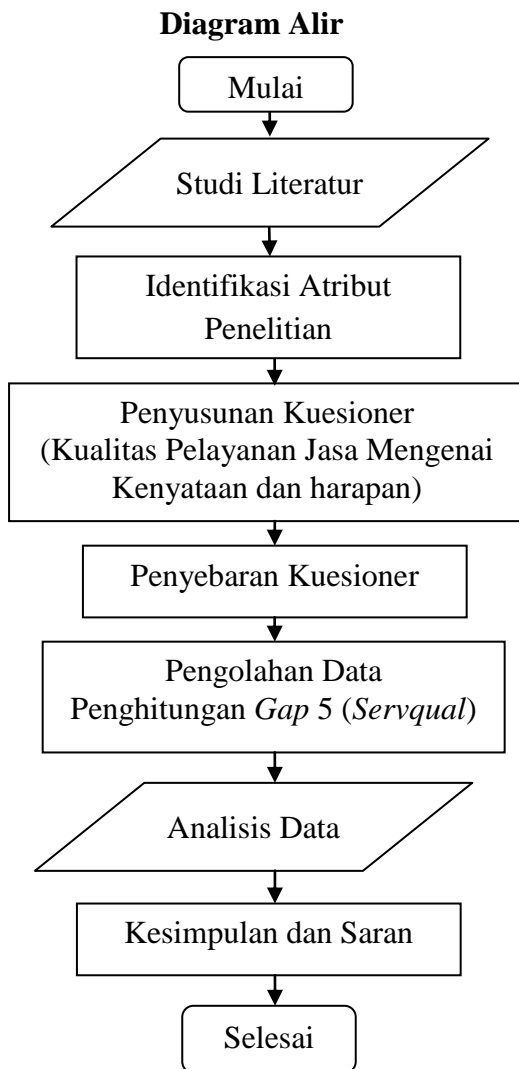 Diagram Alir
Mulai
Studi Literatur
Identifikasi Atribut
Penelitian
Penyusunan Kuesioner
(Kualitas Pelayanan Jasa Mengenai
Kenyataan dan harapan)
Penyebaran Kuesioner
Pengolahan Data
Penghitungan Gap 5 (Servqual)
Analisis Data
Kesimpulan dan Saran
Selesai